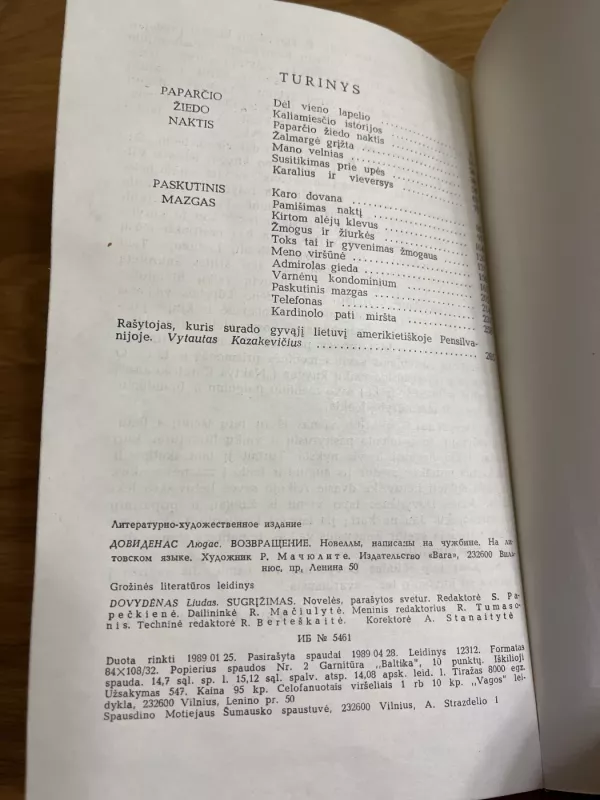 TURINYS
PAPARČIO
ŽIEDO
NAKTIS
Dėl vieno lapelio
Kaliamiesčio istorijos
Paparčio žiedo naktis
Žalmargė grįžta
Mano velnias
Susitikimas prie upės
Karalius ir vieversys
PASKUTINIS
MAZGAS
Karo dovana
Pamišimas naktį
Kirtom alėjų klevus
Žmogus ir žiurkės
Toks tai ir gyvenimas žmogaus
Meno viršūnė
Admirolas gieda
Varnėnų kondominium
Paskutinis mazgas
Telefonas
Kardinolo pati miršta
Rašytojas, kuris surado gyvąjį lietuvį amerikietiškoje Pensilva-
nijoje. Vytautas Kazakevičius
Литературно-художественное издание
ДОВИДЕНАС Людас. ВОЗВРАЩЕНИЕ. Новеллы, написаны на чужбине. На ли-
товском языке. Художник Р. Мачюлите. Издательство «Вага», 232600 Виль-
нюс, пр. Ленина 50
Grožinės literatūros leidinys
DOVYDĖNAS Liudas. SUGRĮŽIMAS. Novelės, parašytos svetur. Redaktorė S. Pa-
pečkienė. Dailininkė R. Mačiulytė. Meninis redaktorius R. Tumaso-
nis. Techninė redaktorė R. Berteškaitė. Korektorė A. Stanaitytė
ИБ № 5461
Duota rinkti 1989 01 25. Pasirašyta spaudai 1989 04 28. Leidinys 12312. Formatas
84×108/32. Popierius spaudos Nr. 2 Garnitūra „Baltika", 10 punktų. Iškilioji
spauda. 14,7 sąl. sp. l. 15,12 sąl. spalv. atsp. 14,08 apsk. leid. l. Tiražas 8000 egz.
Užsakymas 547. Kaina 95 kp. Celofanuotais viršeliais 1 rb 10 kp. „Vagos" lei-
dykla, 232600 Vilnius, Lenino pr. 50
Spausdino Motiejaus Šumausko spaustuvė, 232600 Vilnius, A. Strazdelio 1